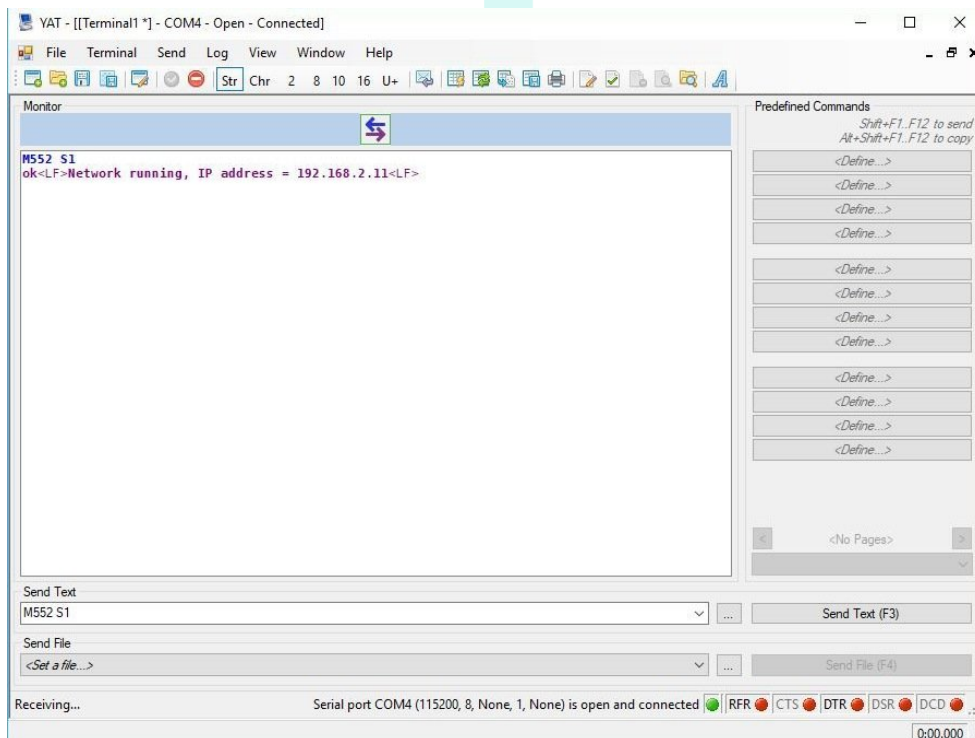 YAT - [[Terminal1 *] - COM4 - Open - Connected]
File Terminal Send Log View Window Help
Str Chr 2 8 10 16 U+ A
Monitor
M552 S1
ok<LF>Network running, IP address = 192.168.2.11<LF>
Predefined Commands
Shift+F1..F12 to send
Alt+Shift+F1..F12 to copy
<Define...>
<Define...>
<Define...>
<Define...>
<Define...>
<Define...>
<Define...>
<Define...>
<Define...>
<Define...>
<Define...>
<Define...>
< <No Pages> >
Send Text
M552 S1 ... Send Text (F3)
Send File
<Set a file...> ... Send File (F4)
Receiving... Serial port COM4 (115200, 8, None, 1, None) is open and connected RFR CTS DTR DSR DCD
0:00.000